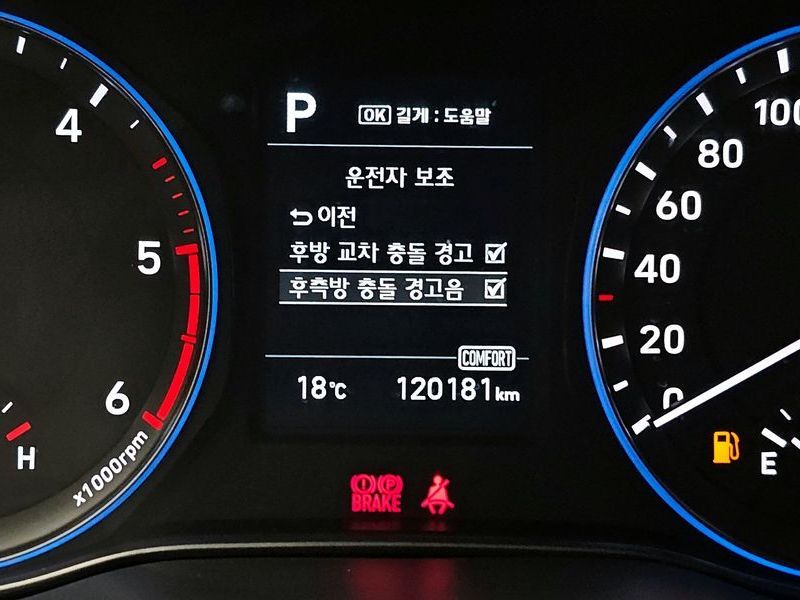 P OK 길게 : 도움말
운전자 보조
이전
후방 교차 충돌 경고
후측방 충돌 경고음
COMFORT
18℃ 120181km
4
5
6
x1000rpm
H
100
80
60
40
20
0
E
P
BRAKE